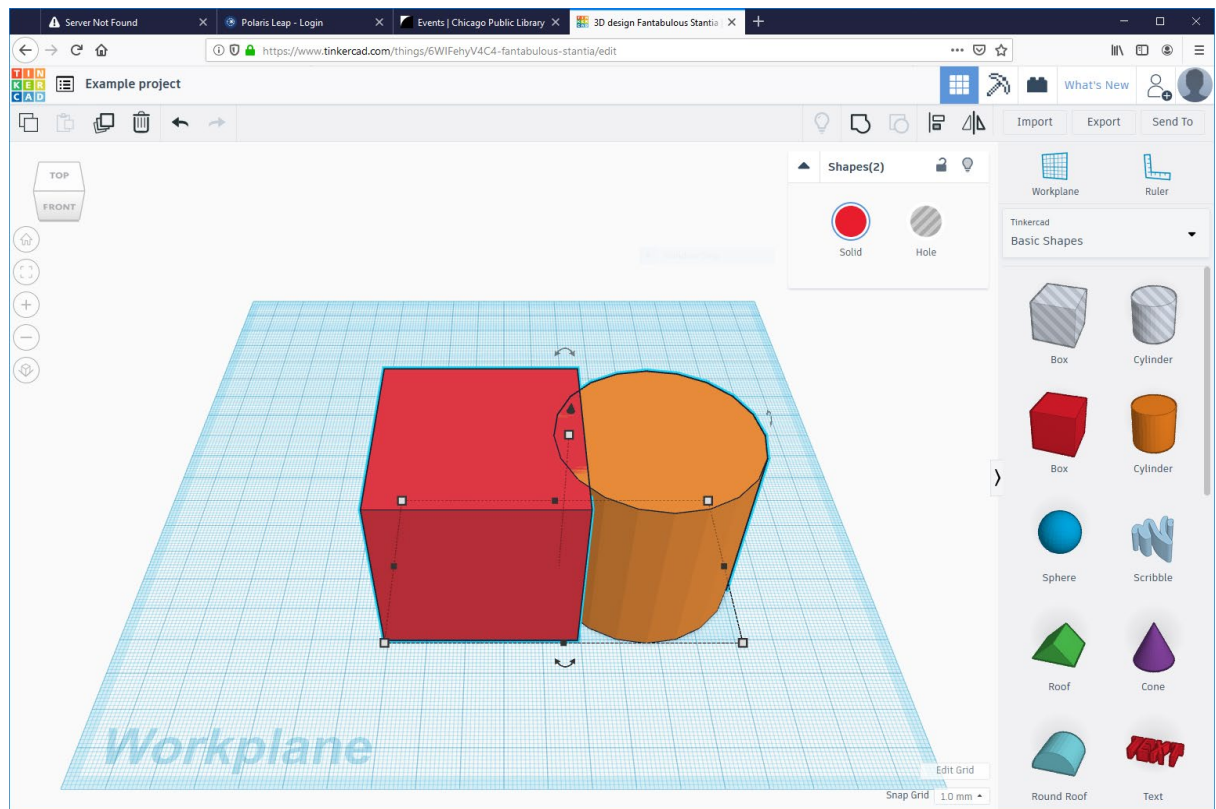 Server Not Found
Polaris Leap - Login
Events | Chicago Public Library
3D design Fantabulous Stantia
https://www.tinkercad.com/things/6WIFehyV4C4-fantabulous-stantia/edit
TIN
KER
CAD
Example project
What's New
Import
Export
Send To
TOP
FRONT
Shapes(2)
Solid
Hole
Workplane
Ruler
Tinkercad
Basic Shapes
Box
Cylinder
Box
Cylinder
Sphere
Scribble
Roof
Cone
Round Roof
TEXT
Text
Workplane
Edit Grid
Snap Grid
1.0 mm